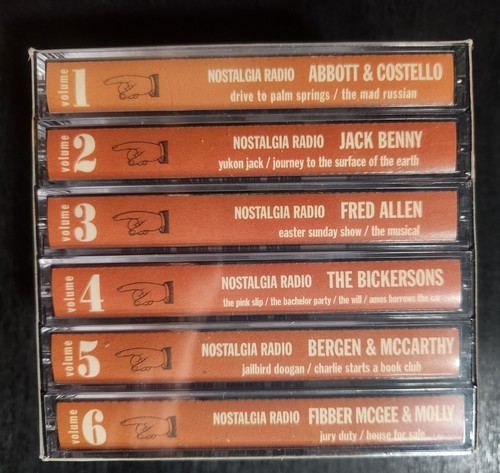 volume 1 NOSTALGIA RADIO ABBOTT & COSTELLO
drive to palm springs / the mad russian
volume 2 NOSTALGIA RADIO JACK BENNY
yukon jack / journey to the surface of the earth
volume 3 NOSTALGIA RADIO FRED ALLEN
easter sunday show / the musical
volume 4 NOSTALGIA RADIO THE BICKERSONS
the pink slip / the bachelor party / the will / amos borrows the car
volume 5 NOSTALGIA RADIO BERGEN & MCCARTHY
jailbird doogan / charlie starts a book club
volume 6 NOSTALGIA RADIO FIBBER MCGEE & MOLLY
jury duty / house for sale